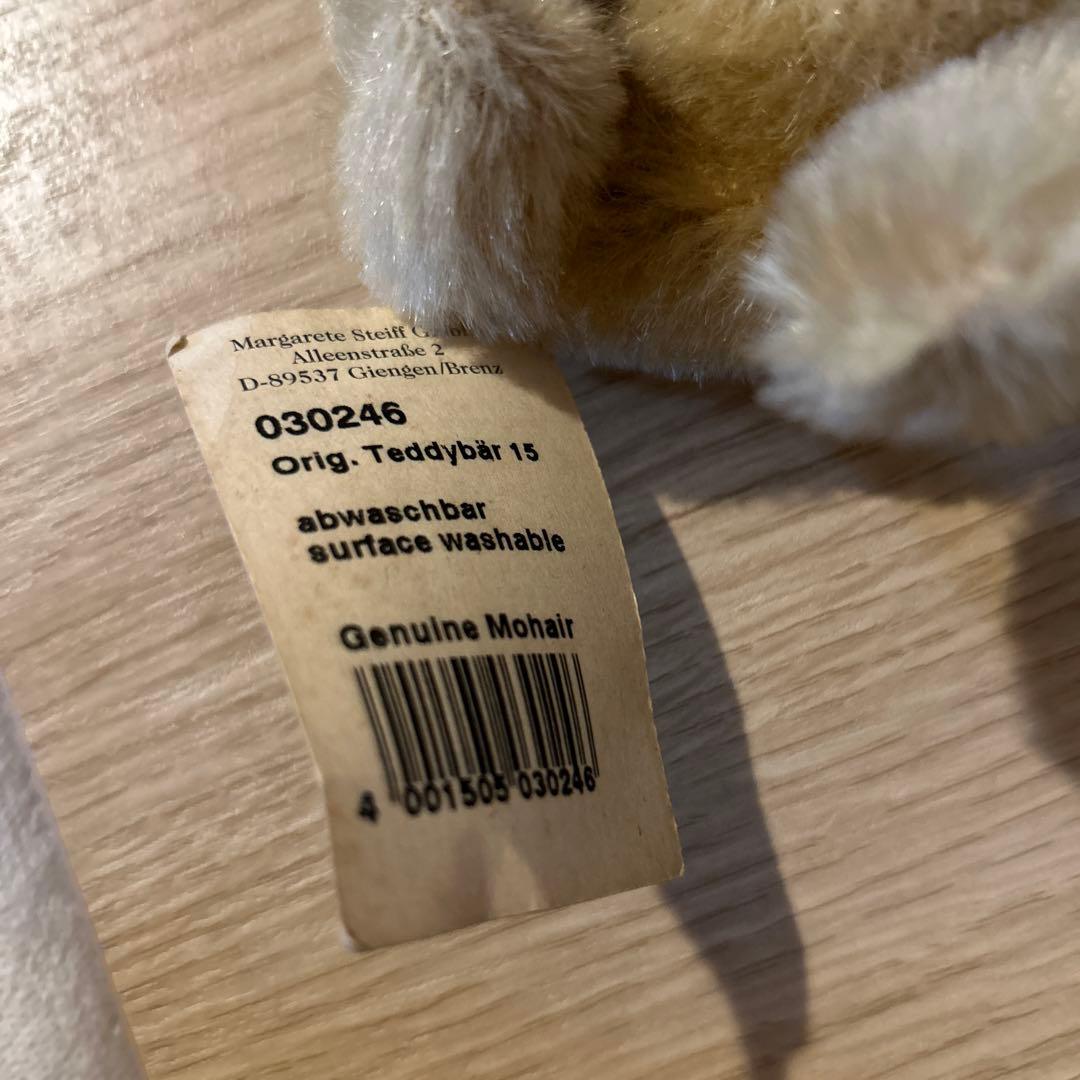 Margarete Steiff
Alleenstraße 2
D-89537 Giengen/Brenz
030246
Orig. Teddybär 15
abwaschbar
surface washable
Genuine Mohair
4 001505 030246